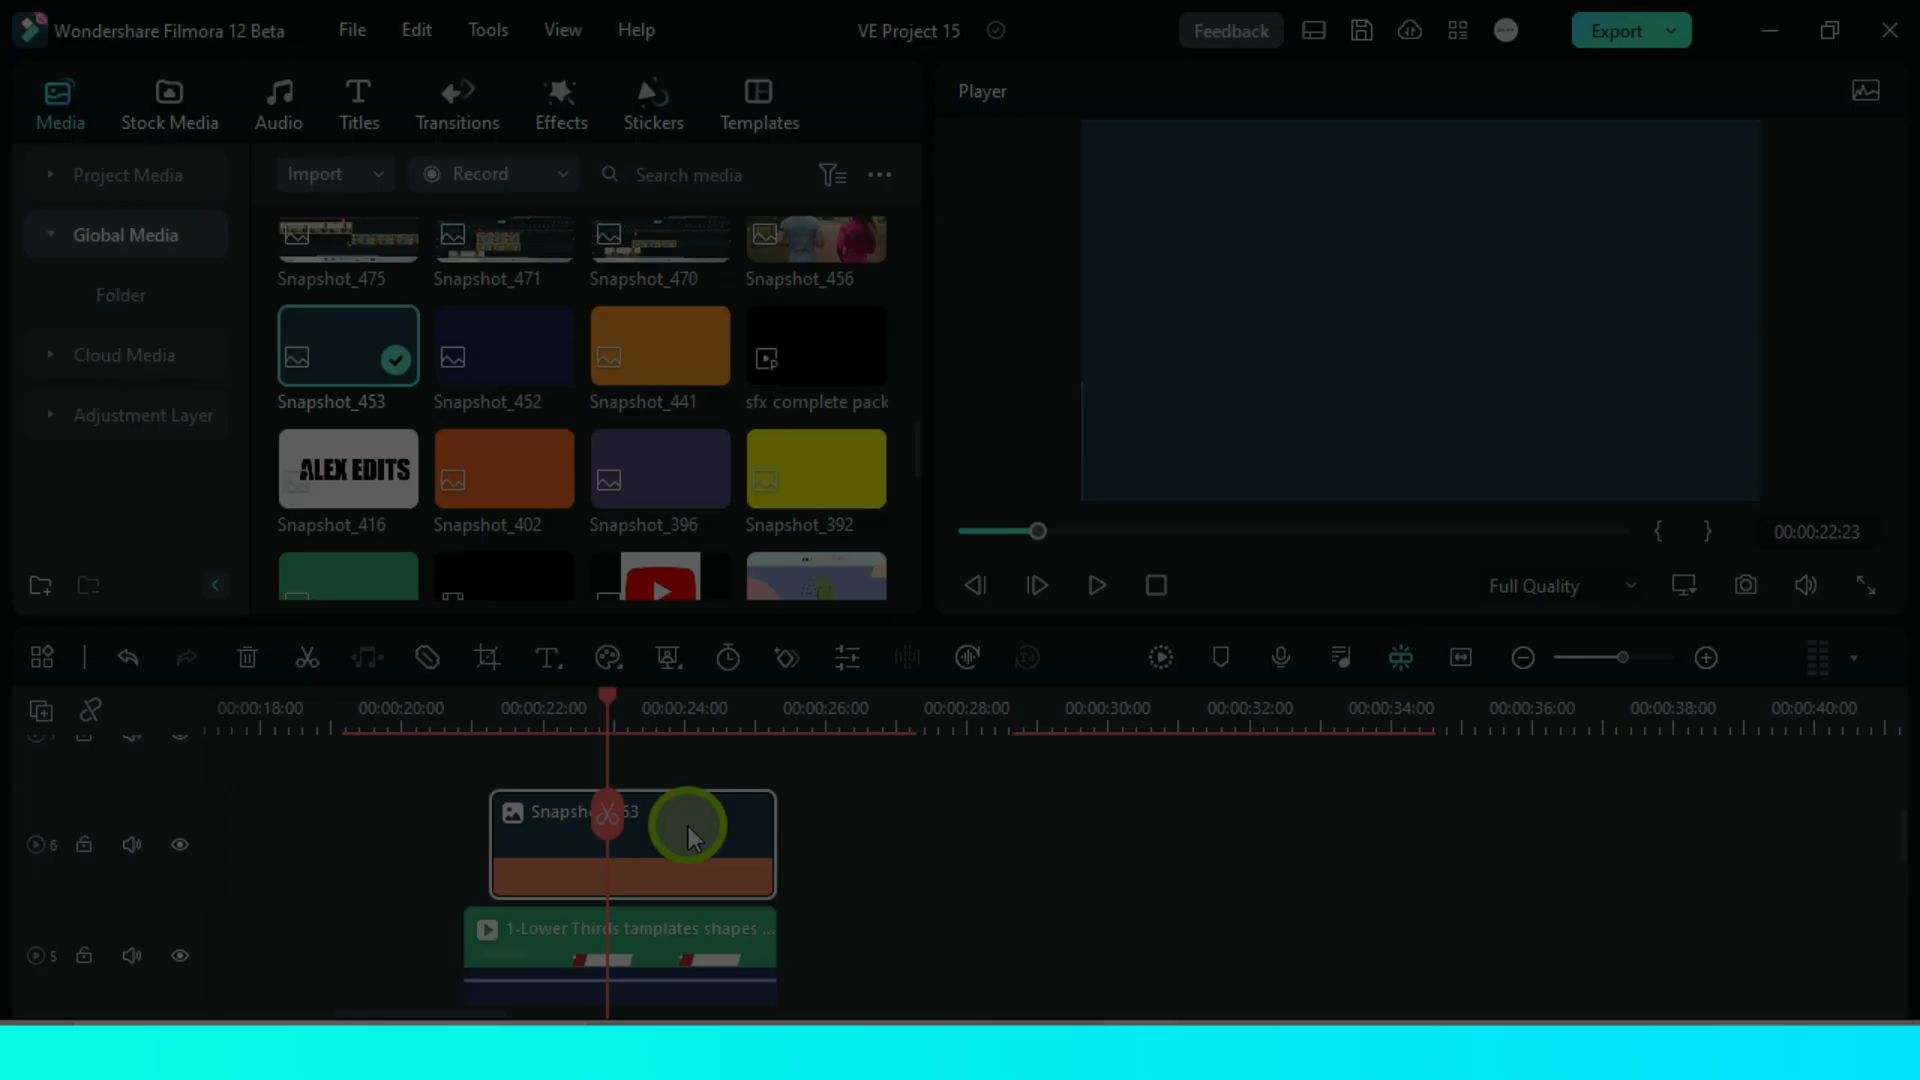 Wondershare Filmora 12 Beta
File
Edit
Tools
View
Help
VE Project 15
Feedback
Export
Media
Stock Media
Audio
Titles
Transitions
Effects
Stickers
Templates
Player
Project Media
Import
Record
Search media
Global Media
Folder
Cloud Media
Adjustment Layer
Snapshot_475
Snapshot_471
Snapshot_470
Snapshot_456
Snapshot_453
Snapshot_452
Snapshot_441
sfx complete pack
ALEX EDITS
Snapshot_416
Snapshot_402
Snapshot_396
Snapshot_392
{ }
00:00:22:23
Full Quality
00:00:18:00
00:00:20:00
00:00:22:00
00:00:24:00
00:00:26:00
00:00:28:00
00:00:30:00
00:00:32:00
00:00:34:00
00:00:36:00
00:00:38:00
00:00:40:00
6
5
1-Lower Thirds tamplates shapes ...